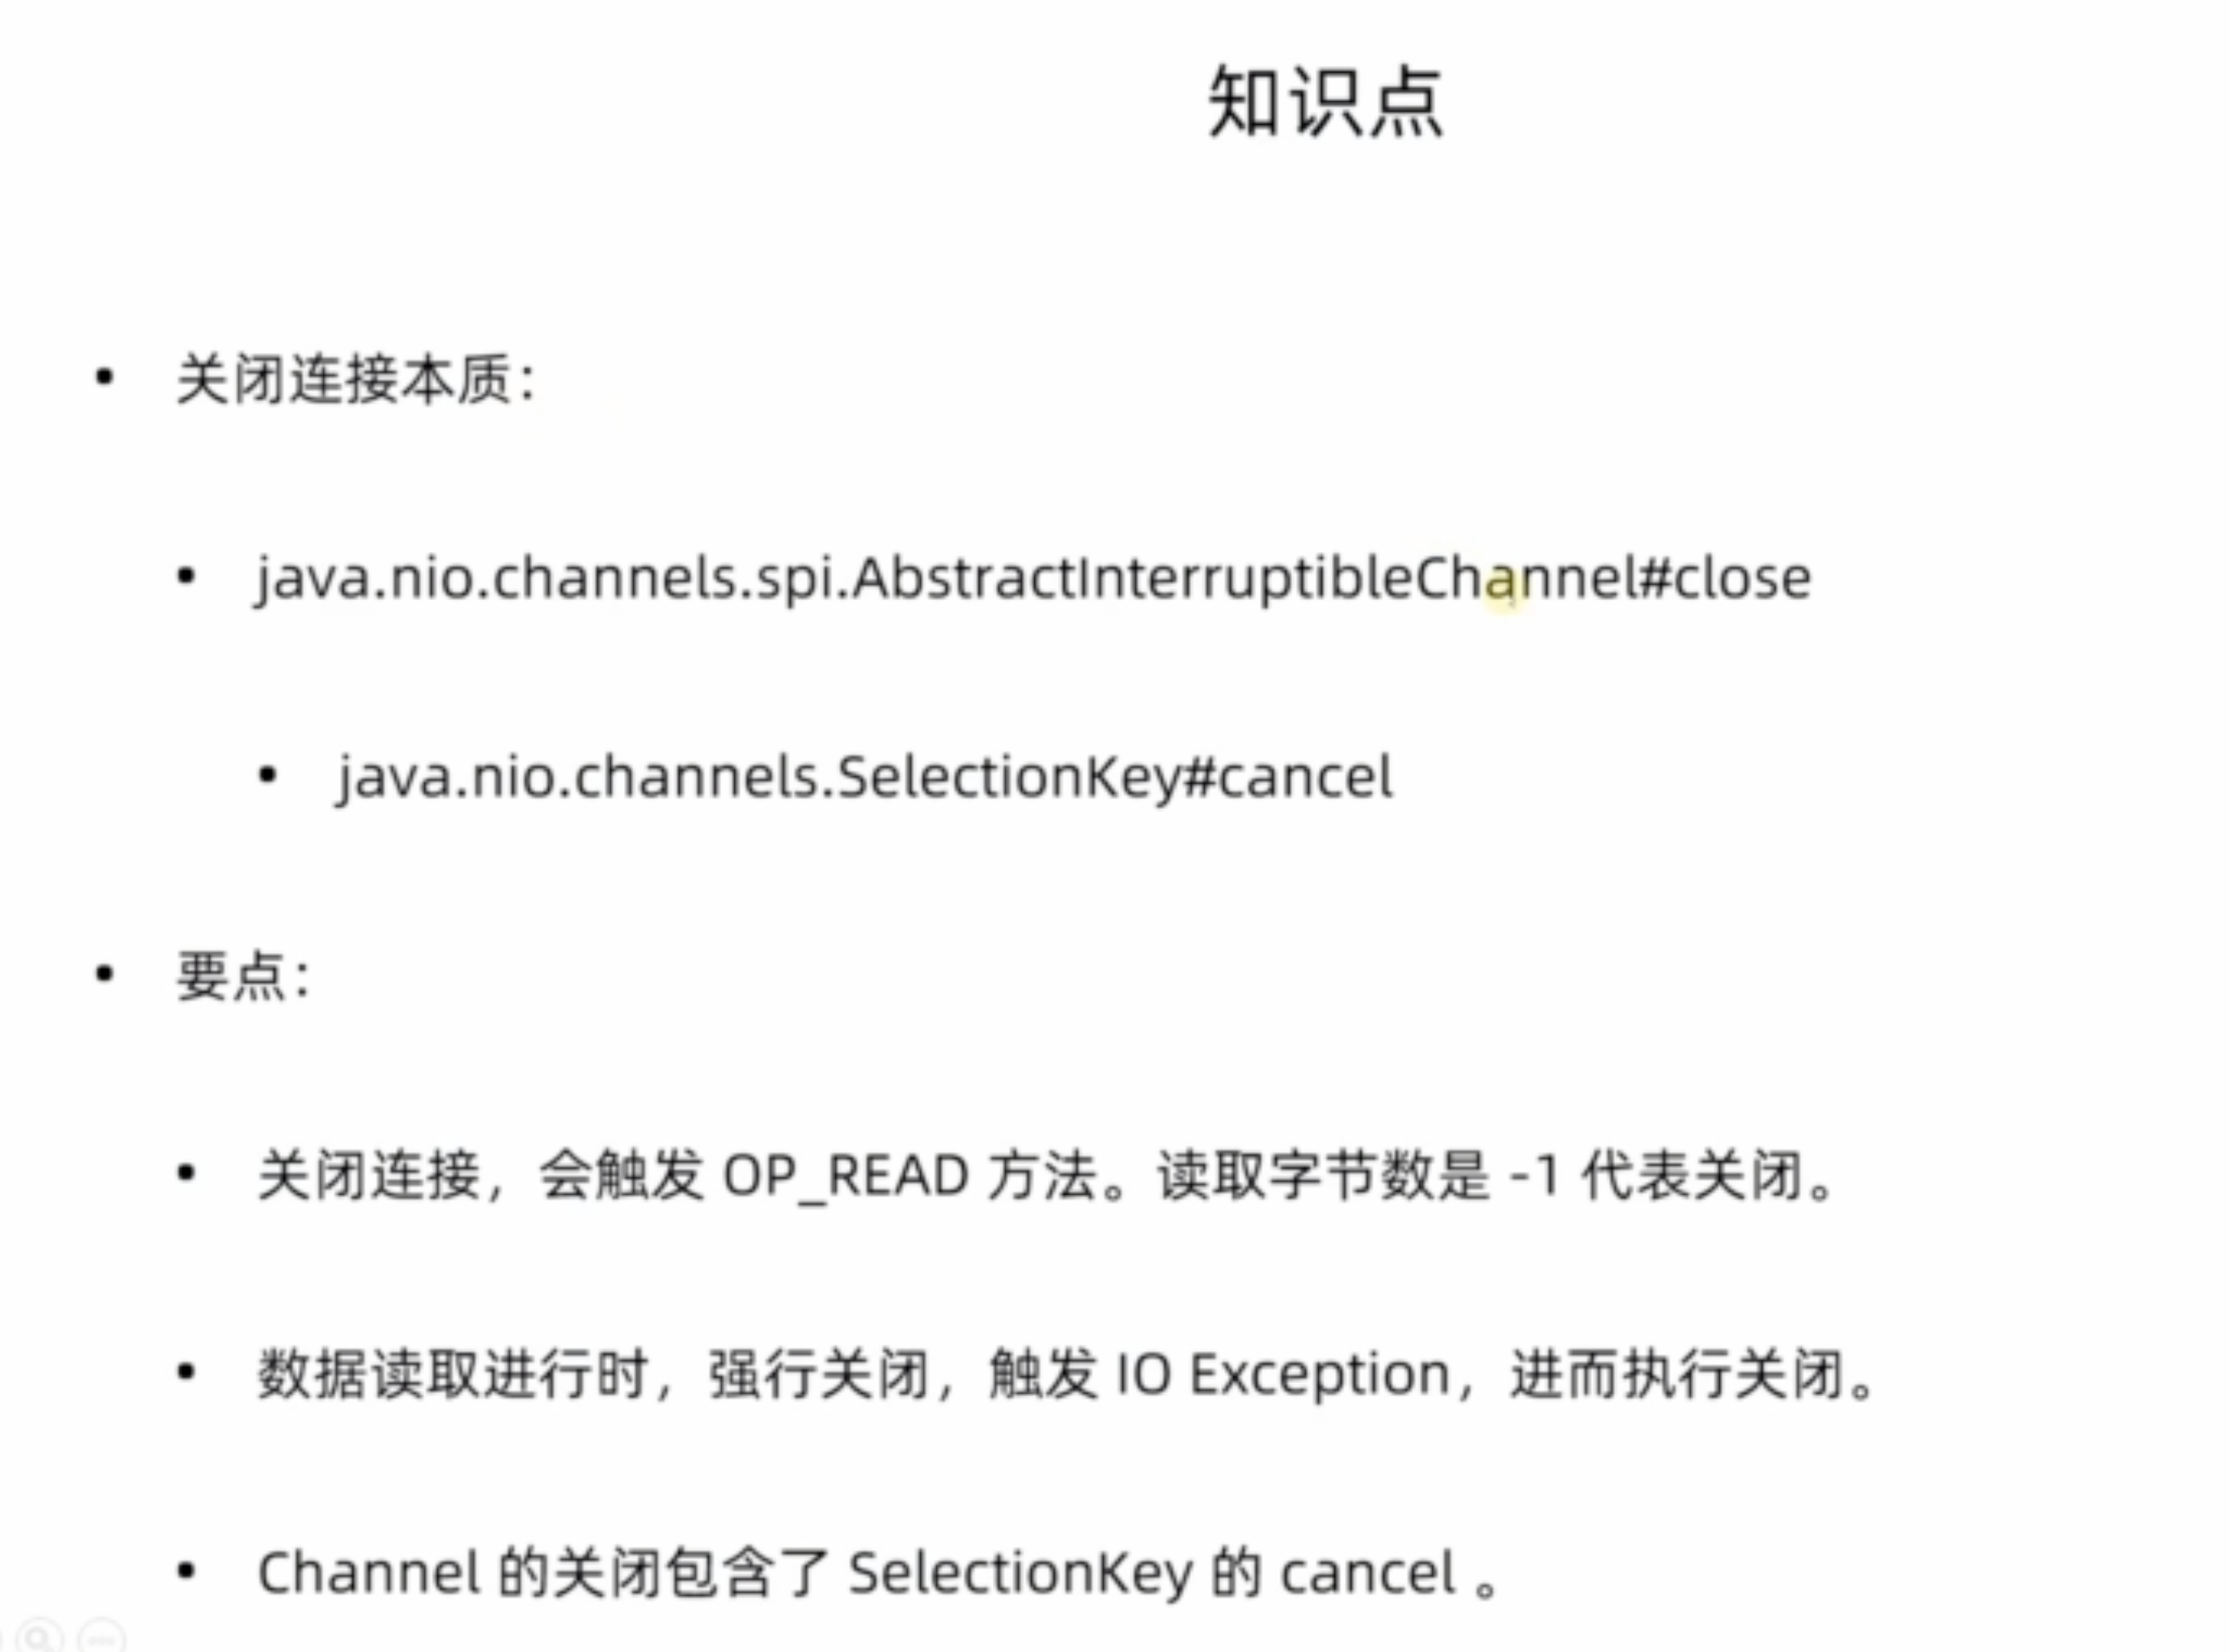 知识点
关闭连接本质：
java.nio.channels.spi.AbstractInterruptibleChannel#close
java.nio.channels.SelectionKey#cancel
要点：
关闭连接，会触发 OP_READ 方法。读取字节数是 -1 代表关闭。
数据读取进行时，强行关闭，触发 IO Exception，进而执行关闭。
Channel 的关闭包含了 SelectionKey 的 cancel 。